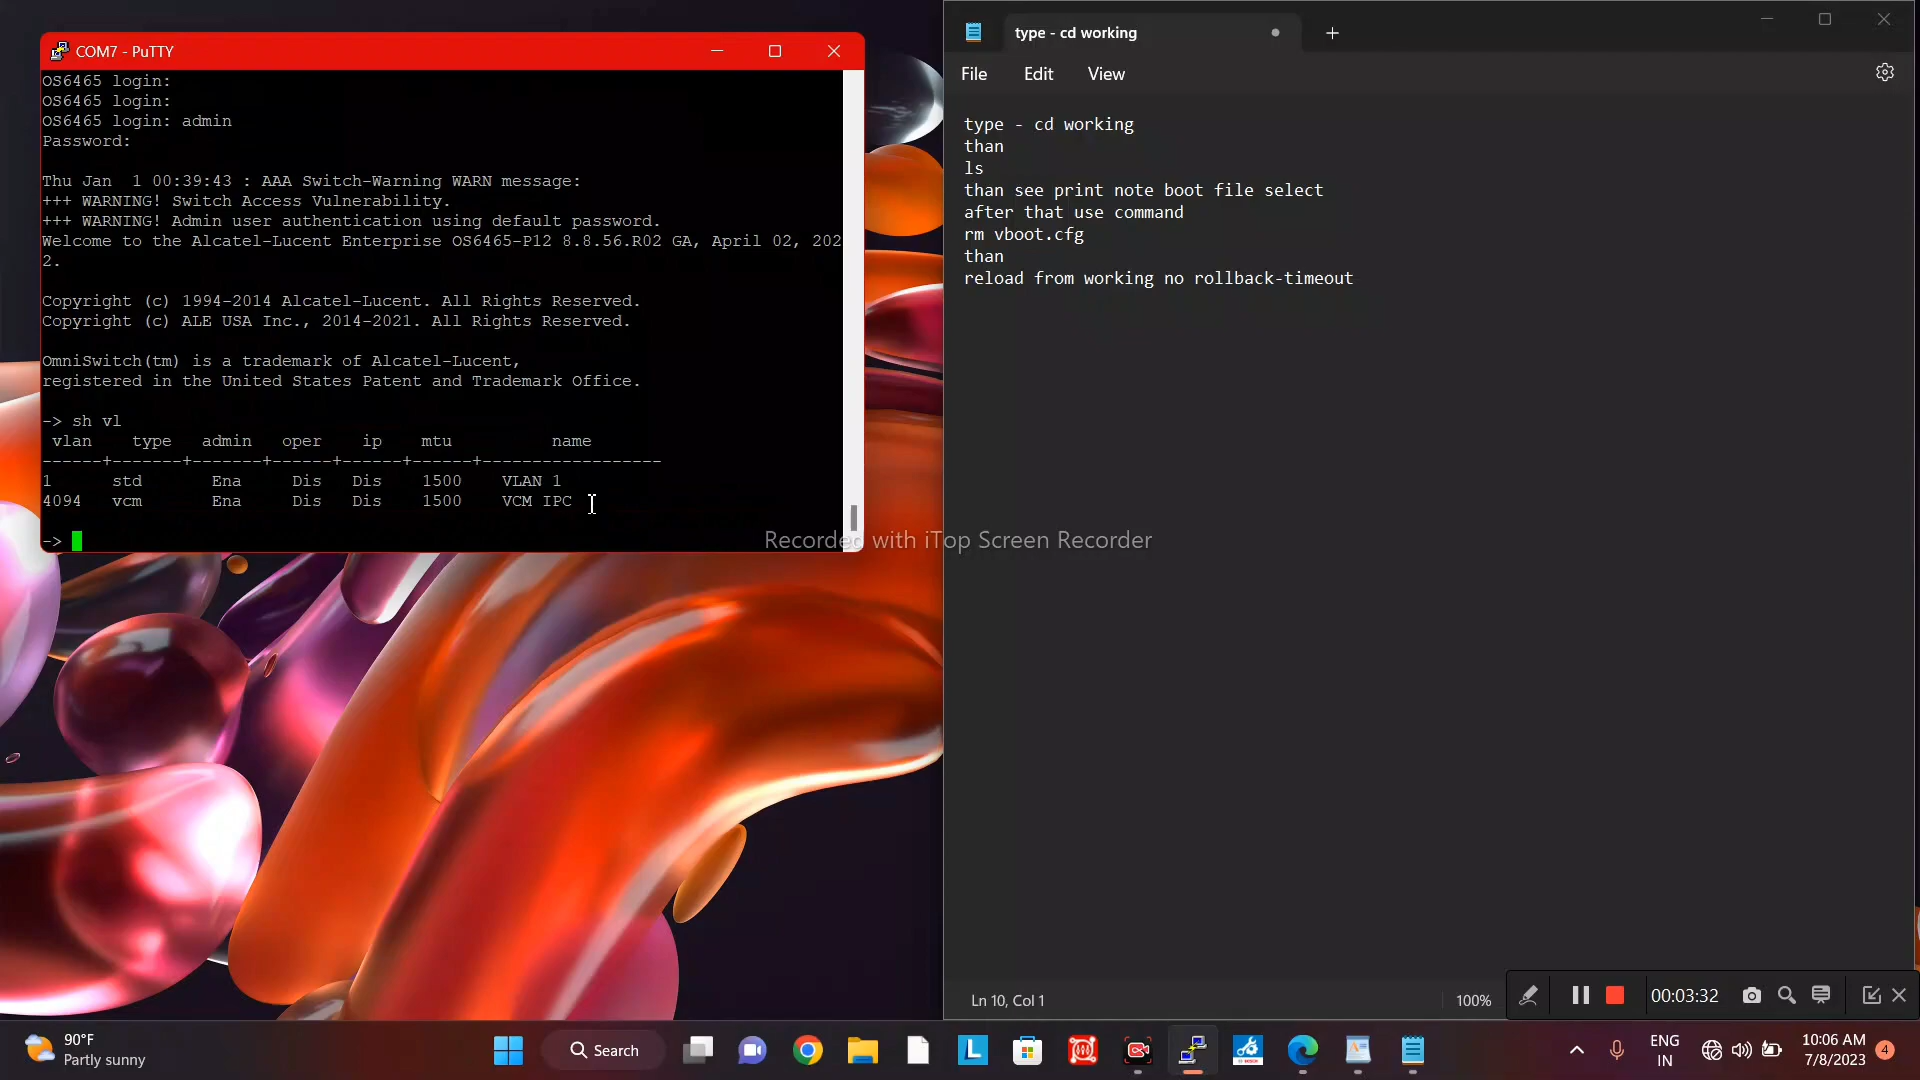 COM7 - PuTTY
OS6465 login:
OS6465 login:
OS6465 login: admin
Password:
Thu Jan  1 00:39:43 : AAA Switch-Warning WARN message:
+++ WARNING! Switch Access Vulnerability.
+++ WARNING! Admin user authentication using default password.
Welcome to the Alcatel-Lucent Enterprise OS6465-P12 8.8.56.R02 GA, April 02, 202
2.
Copyright (c) 1994-2014 Alcatel-Lucent. All Rights Reserved.
Copyright (c) ALE USA Inc., 2014-2021. All Rights Reserved.
OmniSwitch(tm) is a trademark of Alcatel-Lucent,
registered in the United States Patent and Trademark Office.
-> sh vl
vlan type admin oper ip mtu name
------+-------+-------+------+------+------+------------------
1 std Ena Dis Dis 1500 VLAN 1
4094 vcm Ena Dis Dis 1500 VCM IPC
->
type - cd working
File Edit View
type - cd working
than
ls
than see print note boot file select
after that use command
rm vboot.cfg
than
reload from working no rollback-timeout
Recorded with iTop Screen Recorder
Ln 10, Col 1
100%
00:03:32
90°F
Partly sunny
Search
ENG
IN
10:06 AM
7/8/2023
4